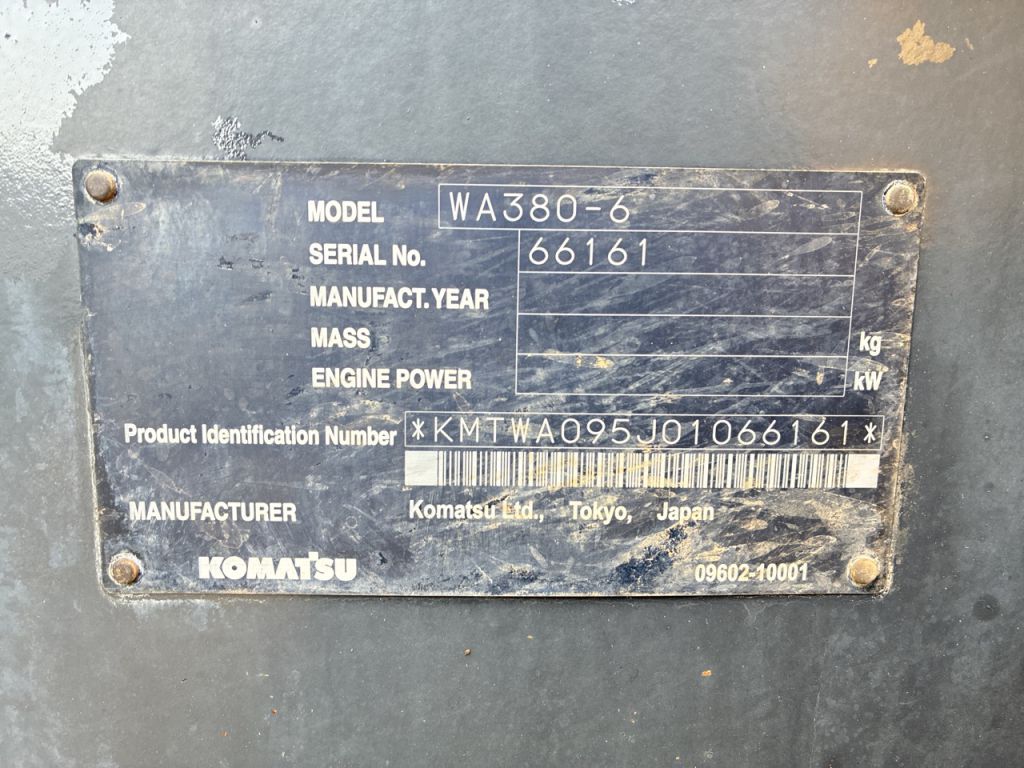 MODEL WA380-6
SERIAL No. 66161
MANUFACT. YEAR
MASS kg
ENGINE POWER kW
Product Identification Number *KMTWA095J01066161*
MANUFACTURER Komatsu Ltd., Tokyo, Japan
KOMATSU 09602-10001